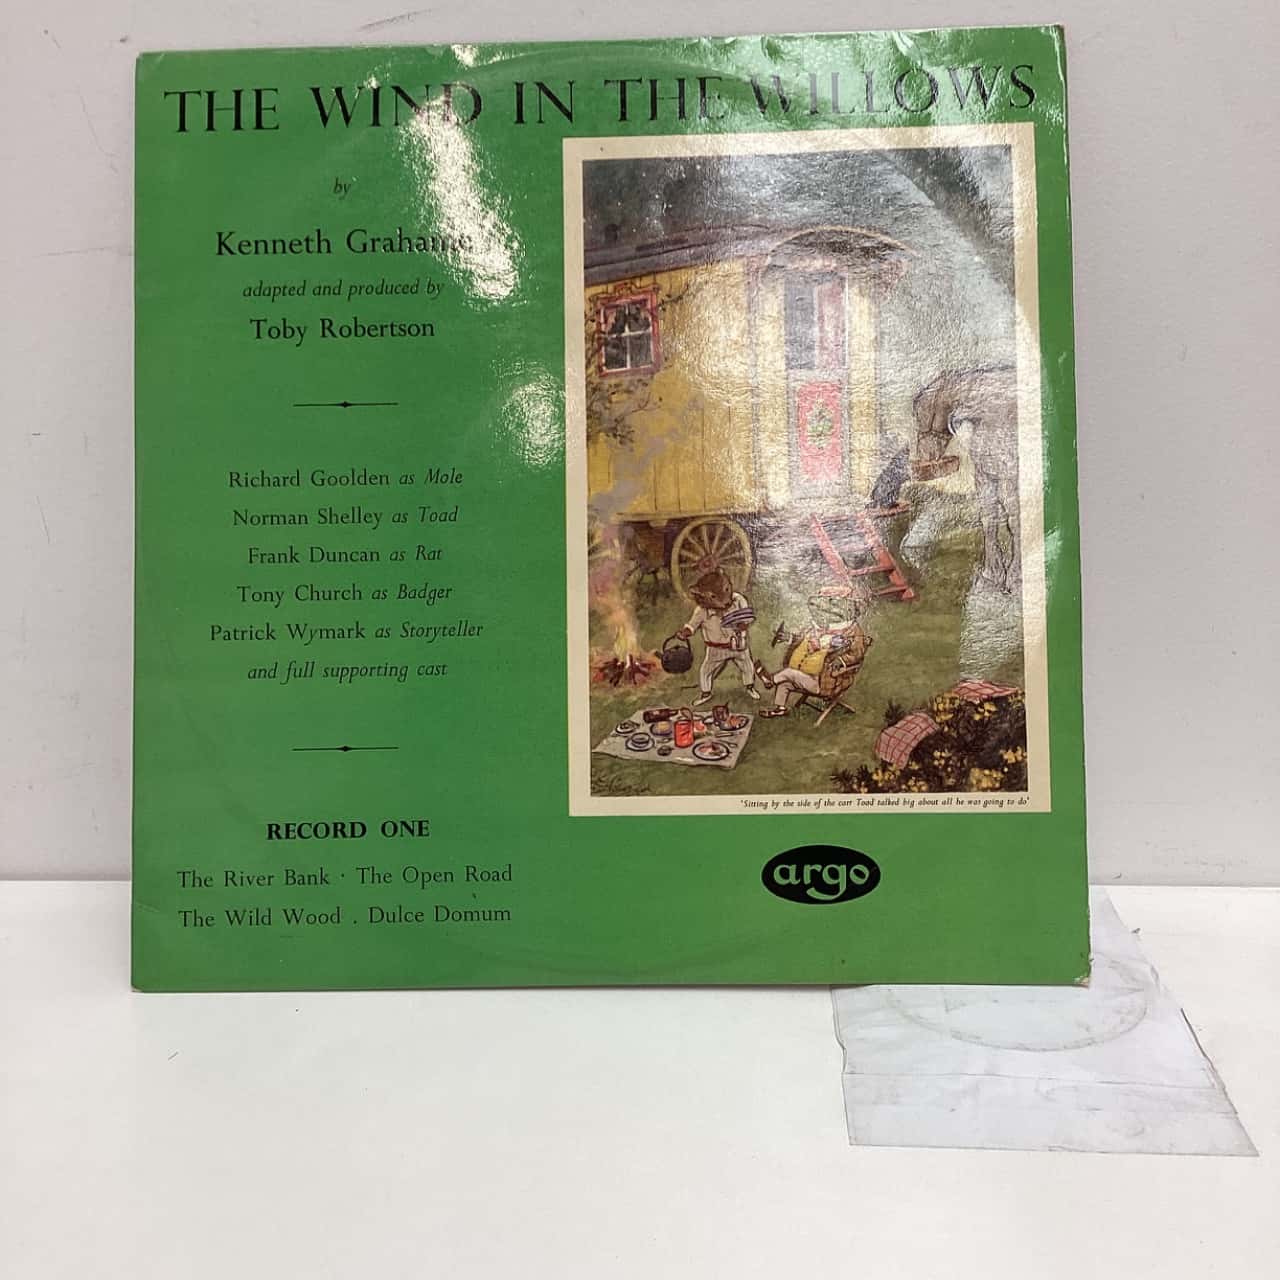 THE WIND IN THE WILLOWS
by
Kenneth Grahame
adapted and produced by
Toby Robertson
Richard Goolden as Mole
Norman Shelley as Toad
Frank Duncan as Rat
Tony Church as Badger
Patrick Wymark as Storyteller
and full supporting cast
RECORD ONE
The River Bank · The Open Road
The Wild Wood . Dulce Domum
'Sitting by the side of the cart Toad talked big about all he was going to do'
argo